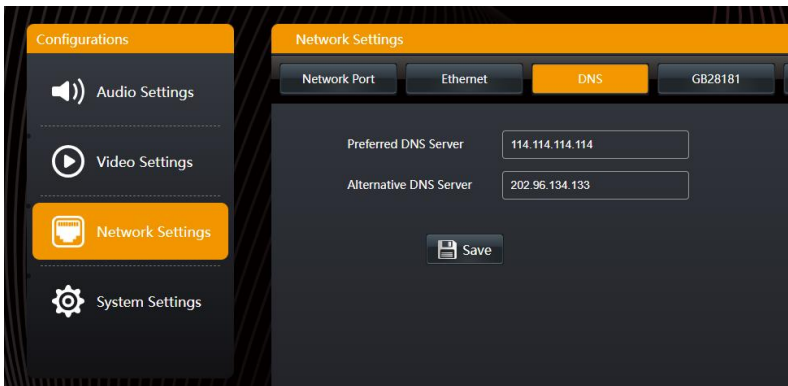 Configurations
Audio Settings
Video Settings
Network Settings
System Settings
Network Settings
Network Port
Ethernet
DNS
GB28181
Preferred DNS Server
114.114.114.114
Alternative DNS Server
202.96.134.133
Save